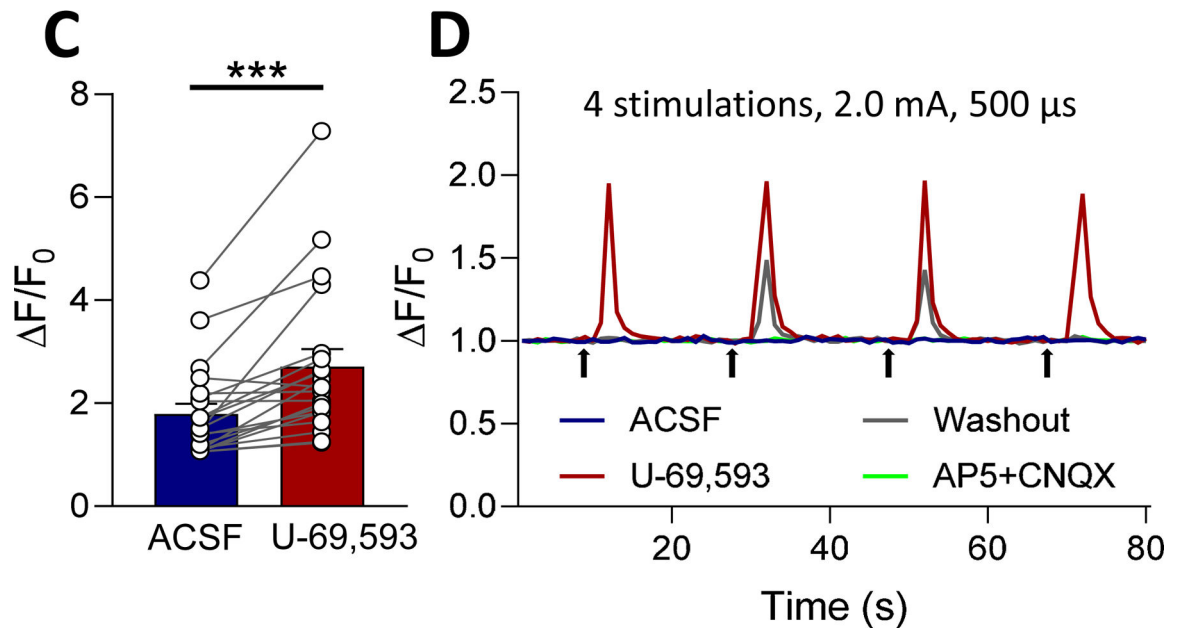 C
***
8
6
4
2
0
ΔF/F0
ACSF
U-69,593
D
4 stimulations, 2.0 mA, 500 µs
2.5
2.0
1.5
1.0
0.5
0.0
ΔF/F0
ACSF
Washout
U-69,593
AP5+CNQX
20
40
60
80
Time (s)